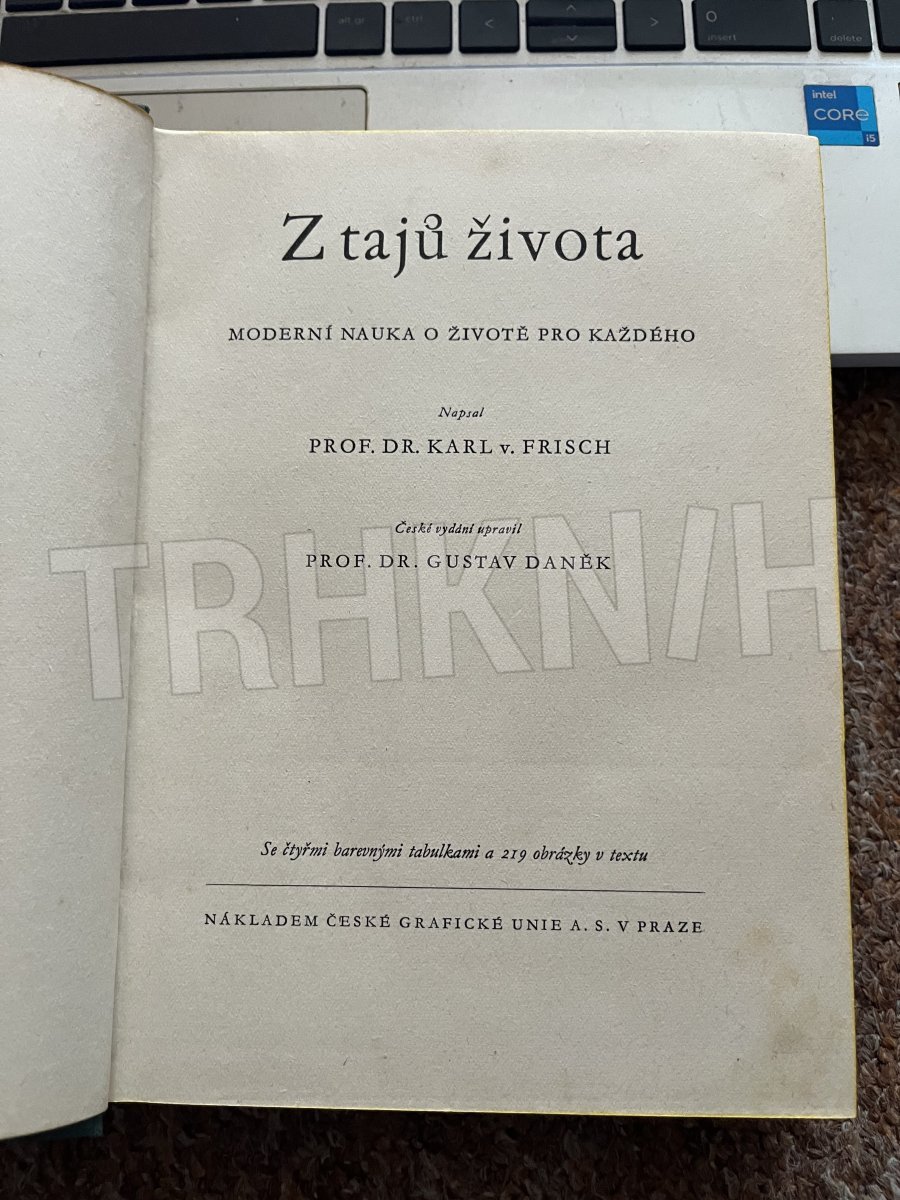 alt gr
ctrl
<
^
v
>
0
insert
.
delete
intel
CORE
i5
Z tajů života
MODERNÍ NAUKA O ŽIVOTĚ PRO KAŽDÉHO
Napsal
PROF. DR. KARL v. FRISCH
České vydání upravil
PROF. DR. GUSTAV DANĚK
TRHKNIH
Se čtyřmi barevnými tabulkami a 219 obrázky v textu
NÁKLADEM ČESKÉ GRAFICKÉ UNIE A. S. V PRAZE